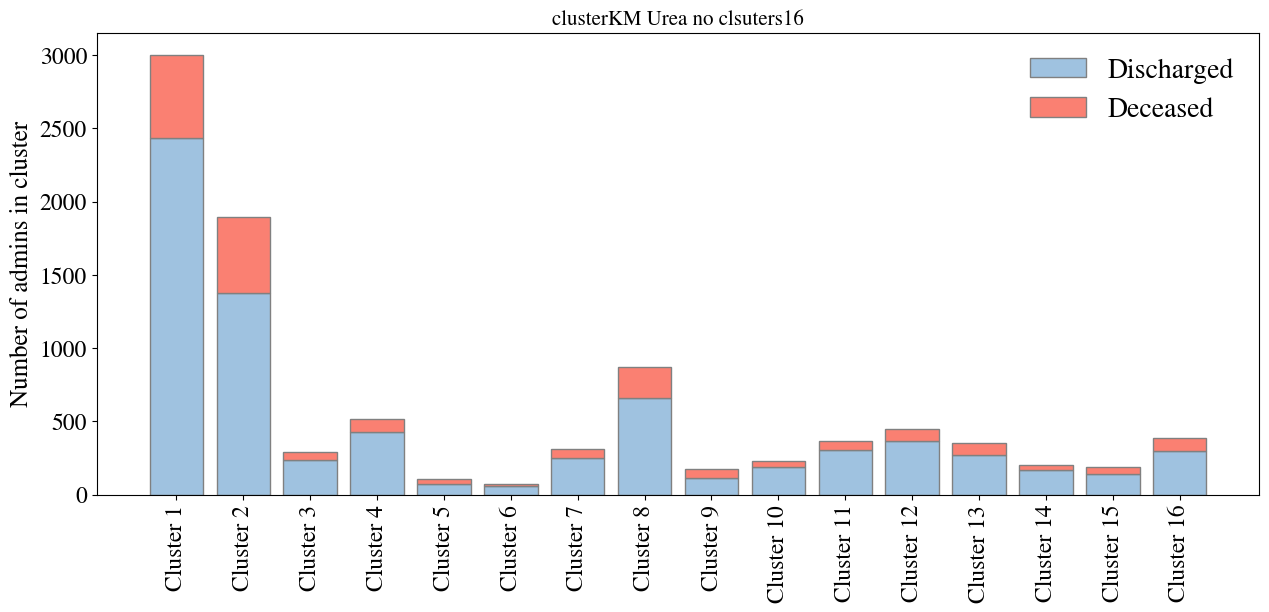 clusterKM Urea no clsuters16
Number of admins in cluster
3000
2500
2000
1500
1000
500
0
Discharged
Deceased
Cluster 1
Cluster 2
Cluster 3
Cluster 4
Cluster 5
Cluster 6
Cluster 7
Cluster 8
Cluster 9
Cluster 10
Cluster 11
Cluster 12
Cluster 13
Cluster 14
Cluster 15
Cluster 16